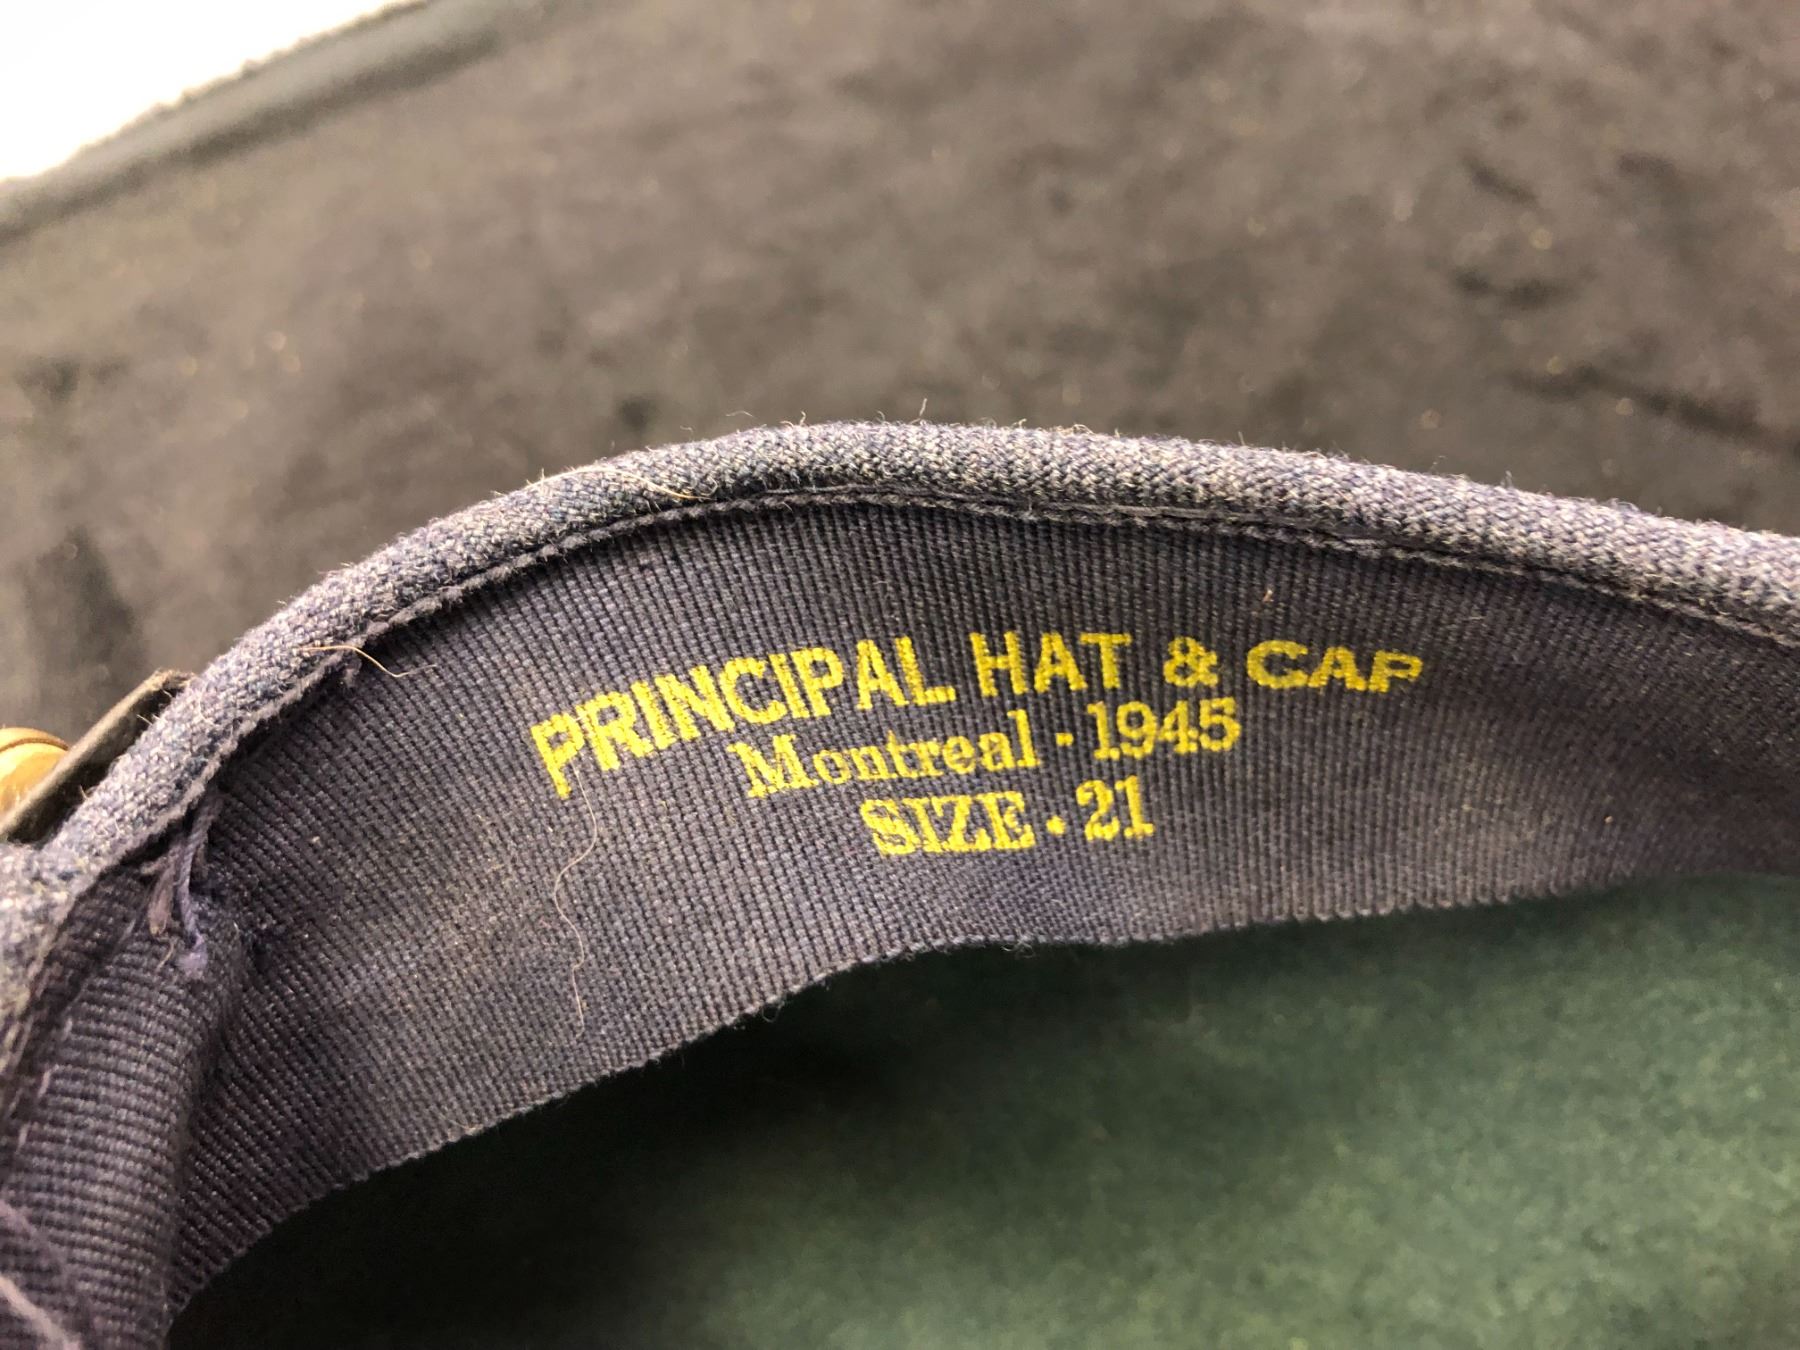 PRINCIPAL HAT & CAP
Montreal · 1945
SIZE · 21